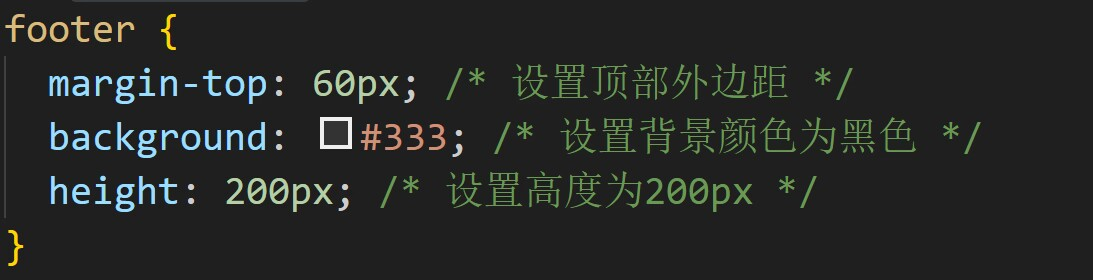 footer {
margin-top: 60px; /* 设置顶部外边距 */
background: #333; /* 设置背景颜色为黑色 */
height: 200px; /* 设置高度为200px */
}